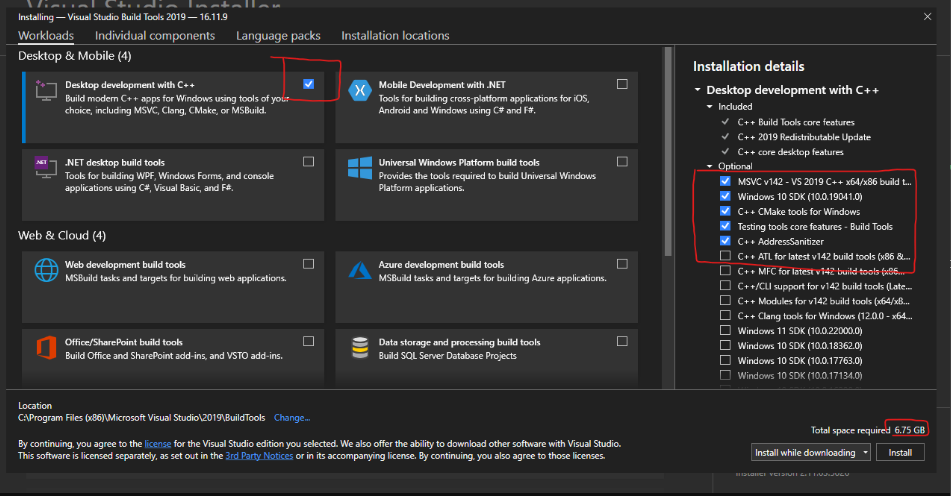 Visual Studio Installer
Installing — Visual Studio Build Tools 2019 — 16.11.9
Workloads Individual components Language packs Installation locations
Desktop & Mobile (4)
Desktop development with C++
Build modern C++ apps for Windows using tools of your
choice, including MSVC, Clang, CMake, or MSBuild.
Mobile Development with .NET
Tools for building cross-platform applications for iOS,
Android and Windows using C# and F#.
.NET
.NET desktop build tools
Tools for building WPF, Windows Forms, and console
applications using C#, Visual Basic, and F#.
Universal Windows Platform build tools
Provides the tools required to build Universal Windows
Platform applications.
Web & Cloud (4)
Web development build tools
MSBuild tasks and targets for building web applications.
Azure development build tools
MSBuild tasks and targets for building Azure applications.
Office/SharePoint build tools
Build Office and SharePoint add-ins, and VSTO add-ins.
Data storage and processing build tools
Build SQL Server Database Projects
Installation details
Desktop development with C++
Included
C++ Build Tools core features
C++ 2019 Redistributable Update
C++ core desktop features
Optional
MSVC v142 - VS 2019 C++ x64/x86 build t...
Windows 10 SDK (10.0.19041.0)
C++ CMake tools for Windows
Testing tools core features - Build Tools
C++ AddressSanitizer
C++ ATL for latest v142 build tools (x86 &...
C++ MFC for latest v142 build tools (x86...
C++/CLI support for v142 build tools (Late...
C++ Modules for v142 build tools (x64/x8...
C++ Clang tools for Windows (12.0.0 - x64...
Windows 11 SDK (10.0.22000.0)
Windows 10 SDK (10.0.18362.0)
Windows 10 SDK (10.0.17763.0)
Windows 10 SDK (10.0.17134.0)
Location
C:\Program Files (x86)\Microsoft Visual Studio\2019\BuildTools Change...
By continuing, you agree to the license for the Visual Studio edition you selected. We also offer the ability to download other software with Visual Studio.
This software is licensed separately, as set out in the 3rd Party Notices or in its accompanying license. By continuing, you also agree to those licenses.
Total space required 6.75 GB
Install while downloading Install